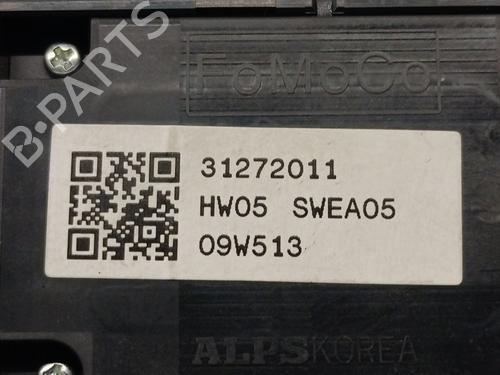 B-PARTS
FoMoCo
31272011
HW05 SWEA05
09W513
ALPSKOREA